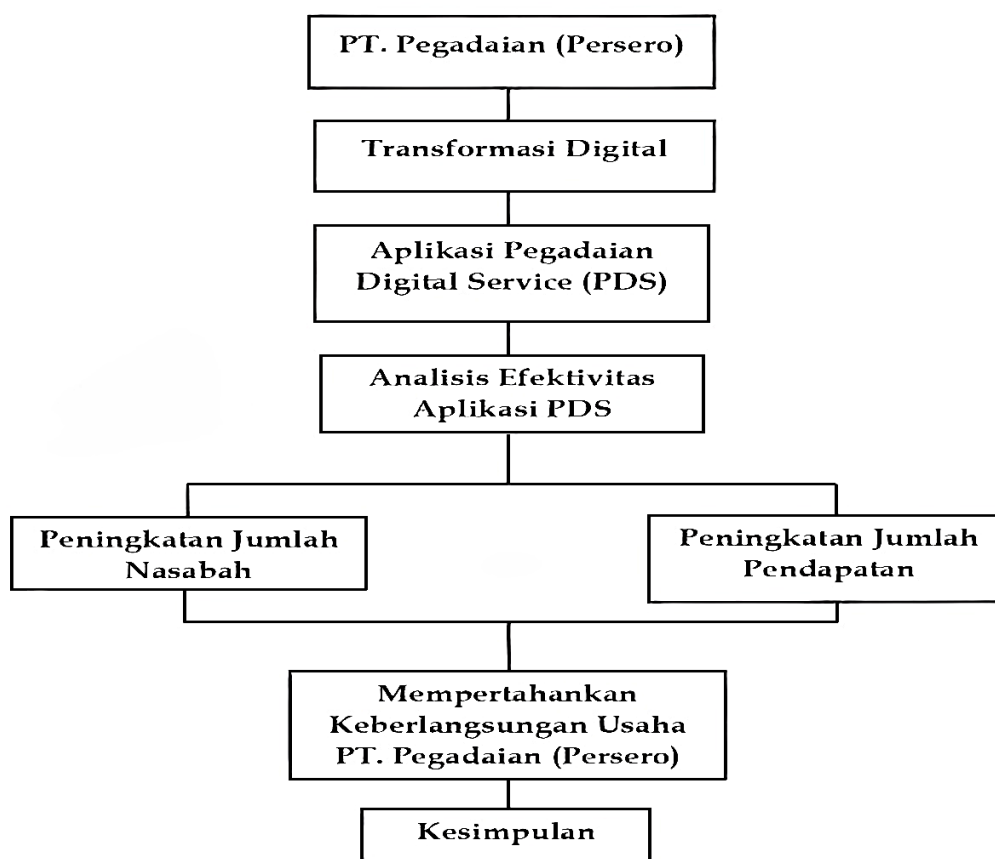 PT. Pegadaian (Persero)
Transformasi Digital
Aplikasi Pegadaian
Digital Service (PDS)
Analisis Efektivitas
Aplikasi PDS
Peningkatan Jumlah
Nasabah
Peningkatan Jumlah
Pendapatan
Mempertahankan
Keberlangsungan Usaha
PT. Pegadaian (Persero)
Kesimpulan